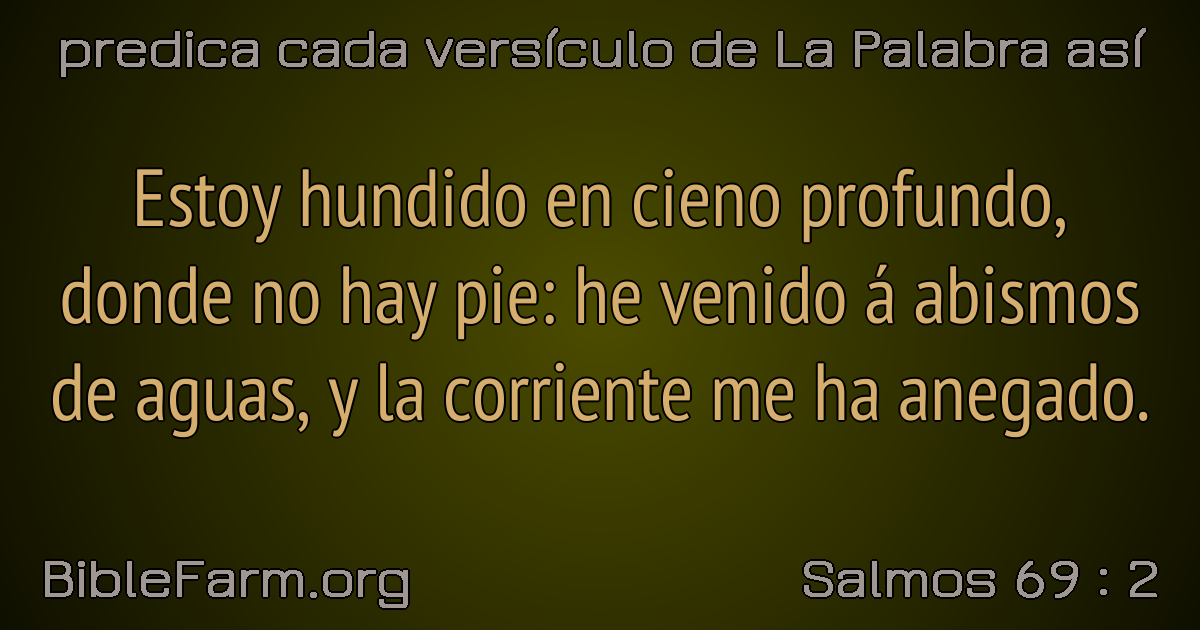 predica cada versículo de La Palabra así
Estoy hundido en cieno profundo,
donde no hay pie: he venido á abismos
de aguas, y la corriente me ha anegado.
BibleFarm.org
Salmos 69 : 2